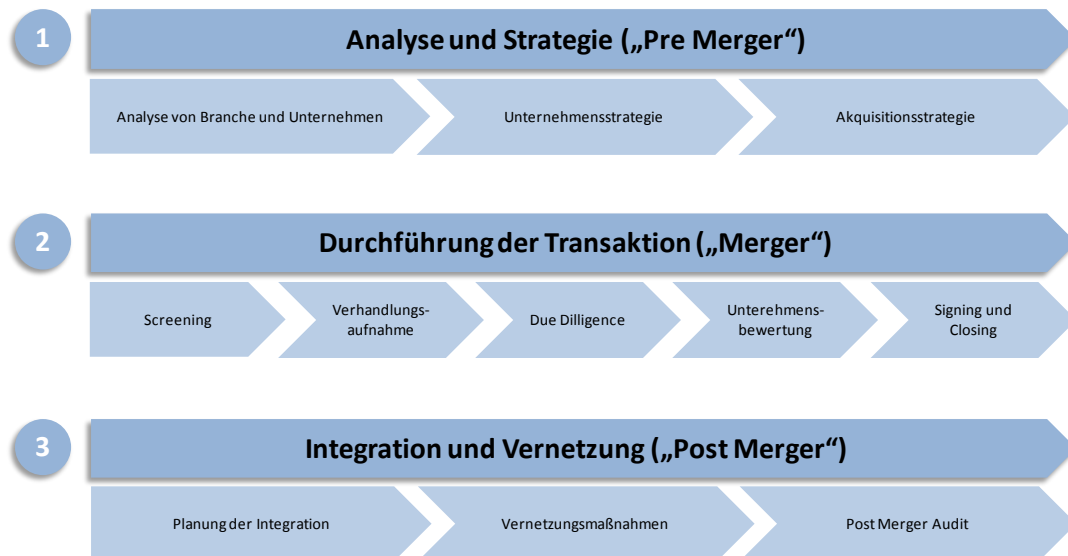 1
Analyse und Strategie („Pre Merger“)
Analyse von Branche und Unternehmen
Unternehmensstrategie
Akquisitionsstrategie
2
Durchführung der Transaktion („Merger“)
Screening
Verhandlungs-
aufnahme
Due Dilligence
Unterehmens-
bewertung
Signing und
Closing
3
Integration und Vernetzung („Post Merger“)
Planung der Integration
Vernetzungsmaßnahmen
Post Merger Audit